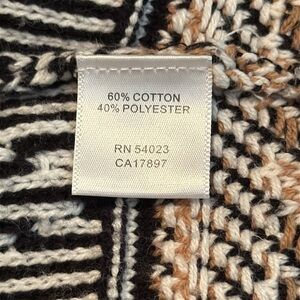 60% COTTON
40% POLYESTER
RN 54023
CA17897